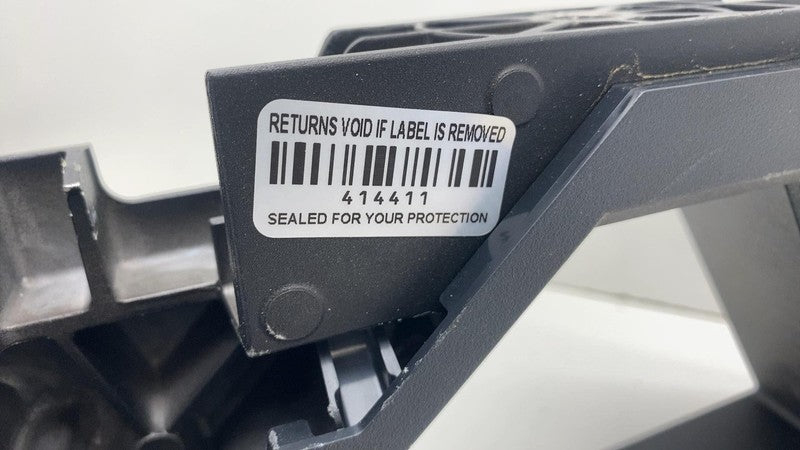 RETURNS VOID IF LABEL IS REMOVED
414411
SEALED FOR YOUR PROTECTION